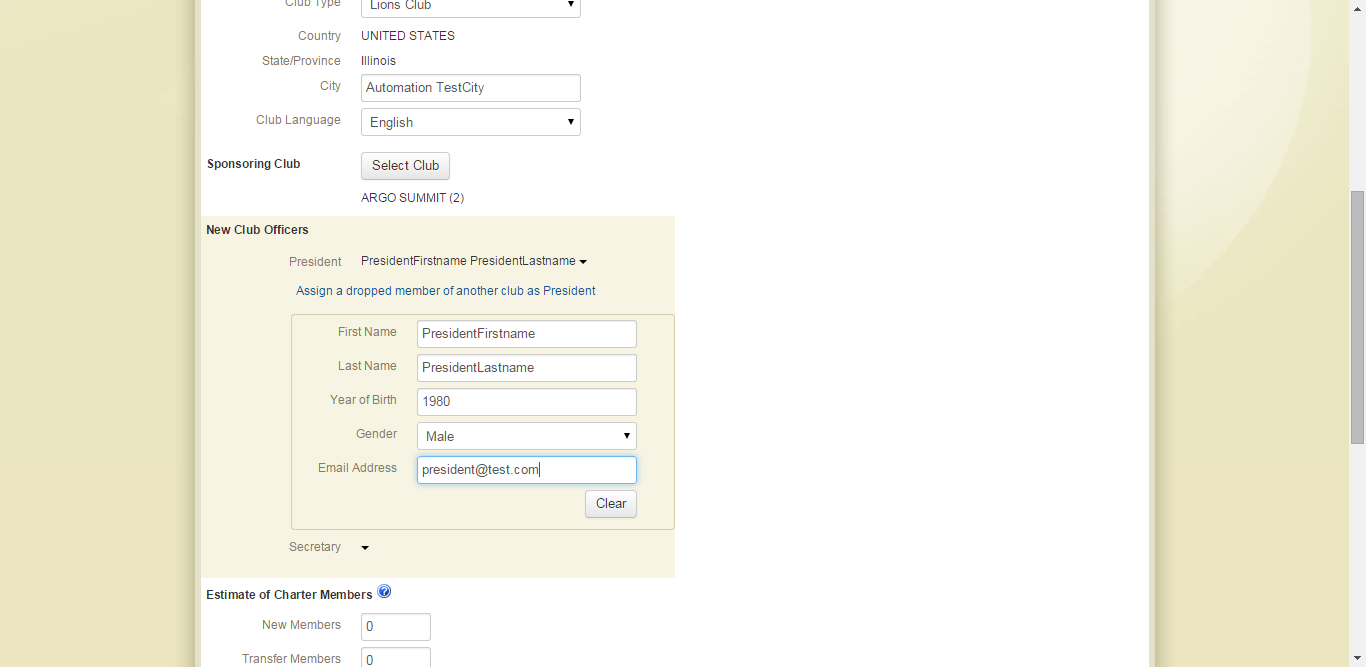 Club Type Lions Club
Country UNITED STATES
State/Province Illinois
City Automation TestCity
Club Language English
Sponsoring Club Select Club
ARGO SUMMIT (2)
New Club Officers
President PresidentFirstname PresidentLastname
Assign a dropped member of another club as President
First Name PresidentFirstname
Last Name PresidentLastname
Year of Birth 1980
Gender Male
Email Address president@test.com
Clear
Secretary
Estimate of Charter Members ?
New Members 0
Transfer Members 0